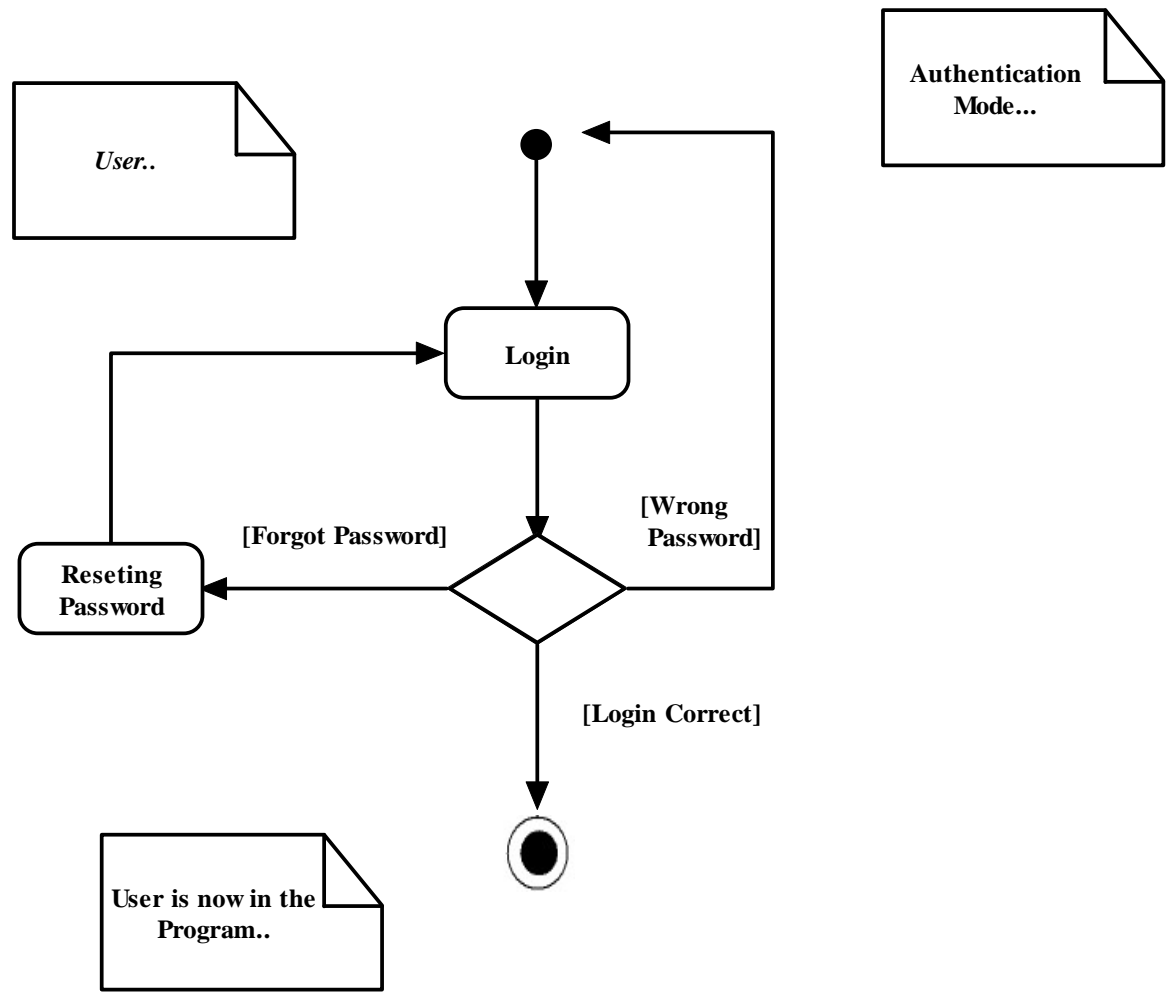 Authentication
Mode...
User..
Login
[Wrong
Password]
[Forgot Password]
Reseting
Password
[Login Correct]
User is now in the
Program..